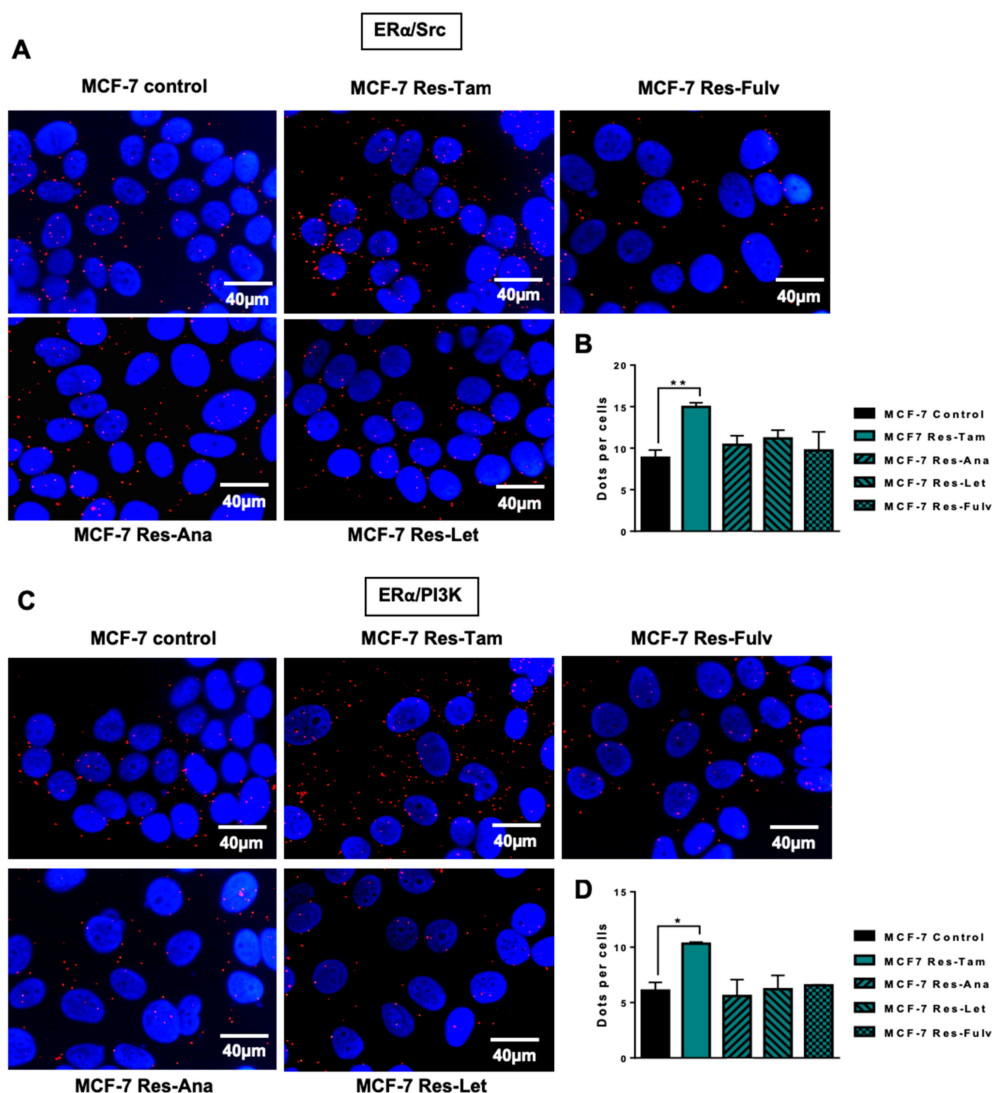 ERα/Src
A
MCF-7 control
MCF-7 Res-Tam
MCF-7 Res-Fulv
40µm
40µm
40µm
40µm
40µm
MCF-7 Res-Ana
MCF-7 Res-Let
B
Dots per cells
20
15
10
5
0
**
MCF-7 Control
MCF7 Res-Tam
MCF-7 Res-Ana
MCF-7 Res-Let
MCF-7 Res-Fulv
C
ERα/PI3K
MCF-7 control
MCF-7 Res-Tam
MCF-7 Res-Fulv
40µm
40µm
40µm
40µm
40µm
MCF-7 Res-Ana
MCF-7 Res-Let
D
Dots per cells
15
10
5
0
*
MCF-7 Control
MCF7 Res-Tam
MCF-7 Res-Ana
MCF-7 Res-Let
MCF-7 Res-Fulv